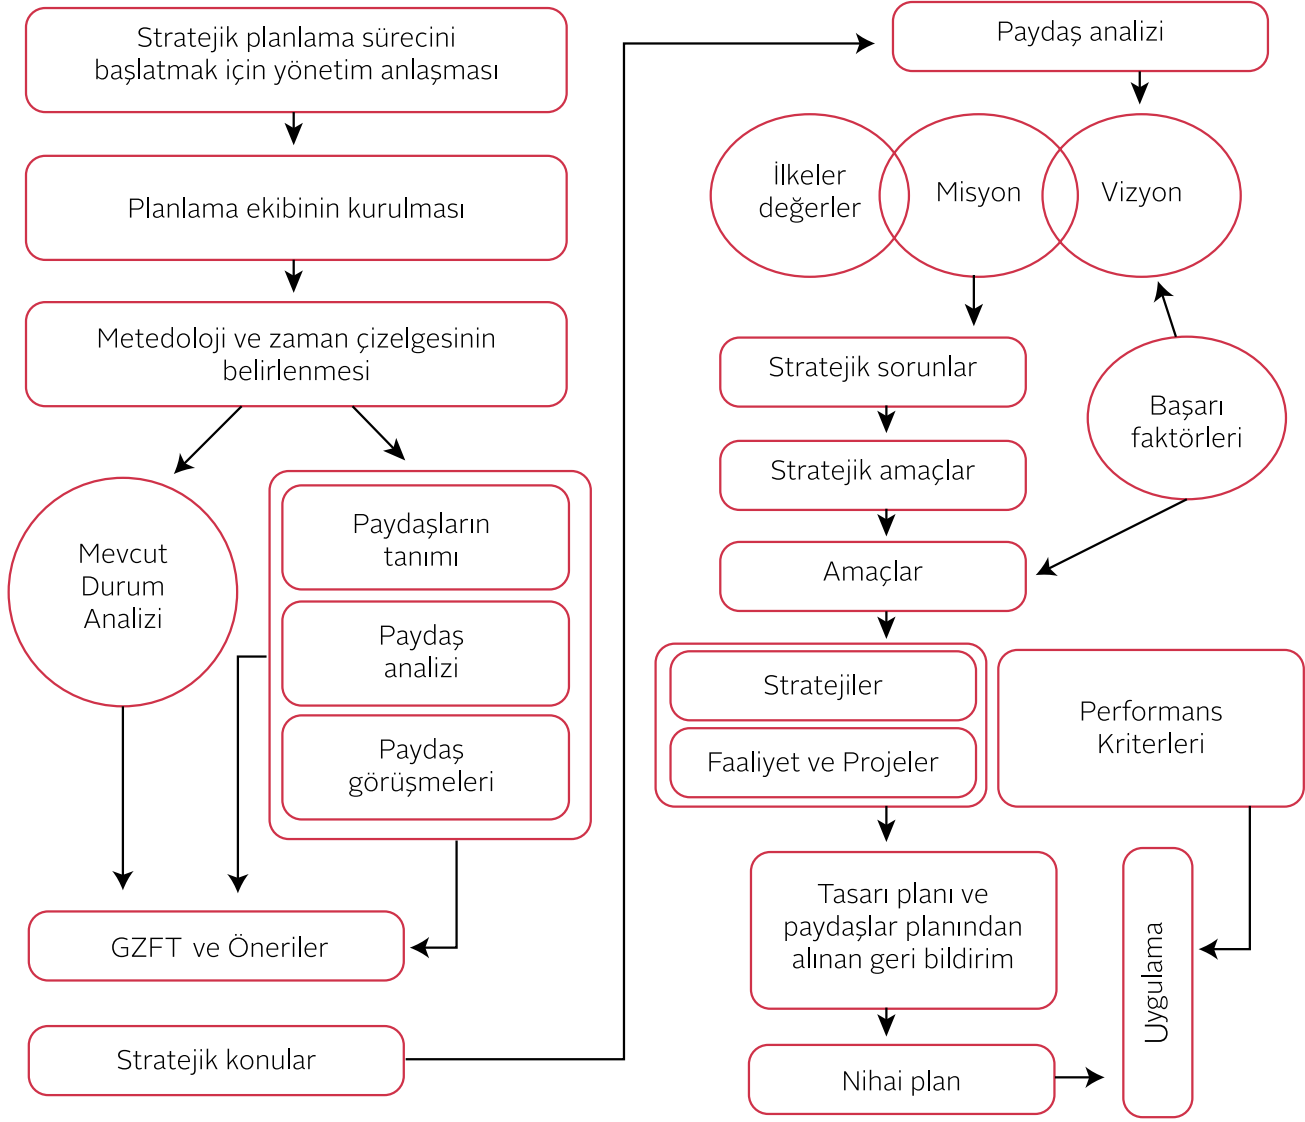 Stratejik planlama sürecini
başlatmak için yönetim anlaşması
Planlama ekibinin kurulması
Metedoloji ve zaman çizelgesinin
belirlenmesi
Mevcut
Durum
Analizi
Paydaşların
tanımı
Paydaş
analizi
Paydaş
görüşmeleri
GZFT ve Öneriler
Stratejik konular
Paydaş analizi
İlkeler
değerler
Misyon
Vizyon
Stratejik sorunlar
Başarı
faktörleri
Stratejik amaçlar
Amaçlar
Stratejiler
Faaliyet ve Projeler
Performans
Kriterleri
Tasarı planı ve
paydaşlar planından
alınan geri bildirim
Uygulama
Nihai plan